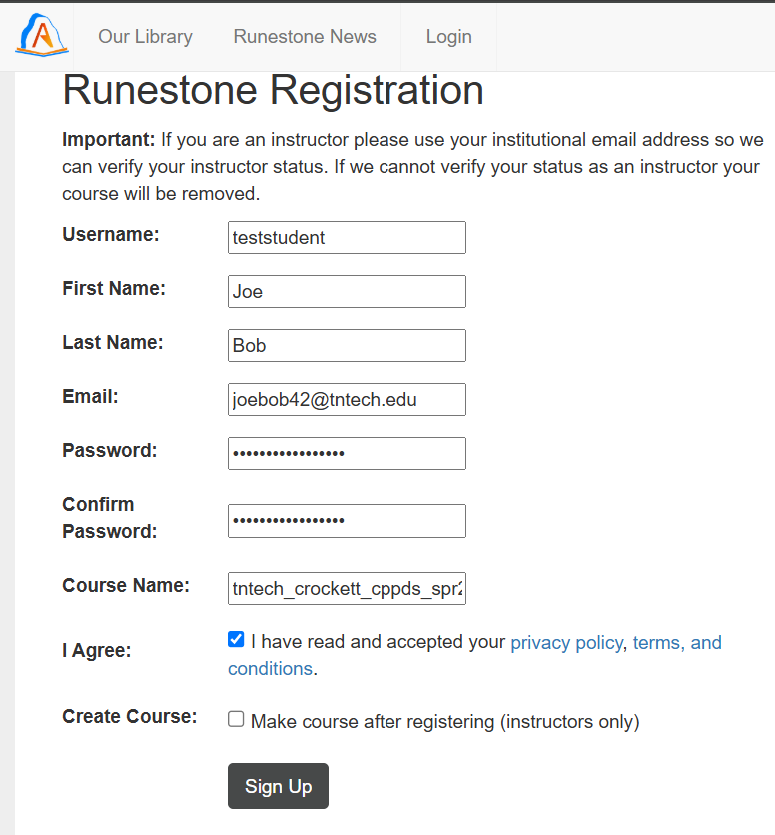 Our Library Runestone News Login
Runestone Registration
Important: If you are an instructor please use your institutional email address so we
can verify your instructor status. If we cannot verify your status as an instructor your
course will be removed.
Username: teststudent
First Name: Joe
Last Name: Bob
Email: joebob42@tntech.edu
Password: •••••••••••••••••
Confirm
Password: •••••••••••••••••
Course Name: tntech_crockett_cppds_spr
I Agree: I have read and accepted your privacy policy, terms, and
conditions.
Create Course: Make course after registering (instructors only)
Sign Up